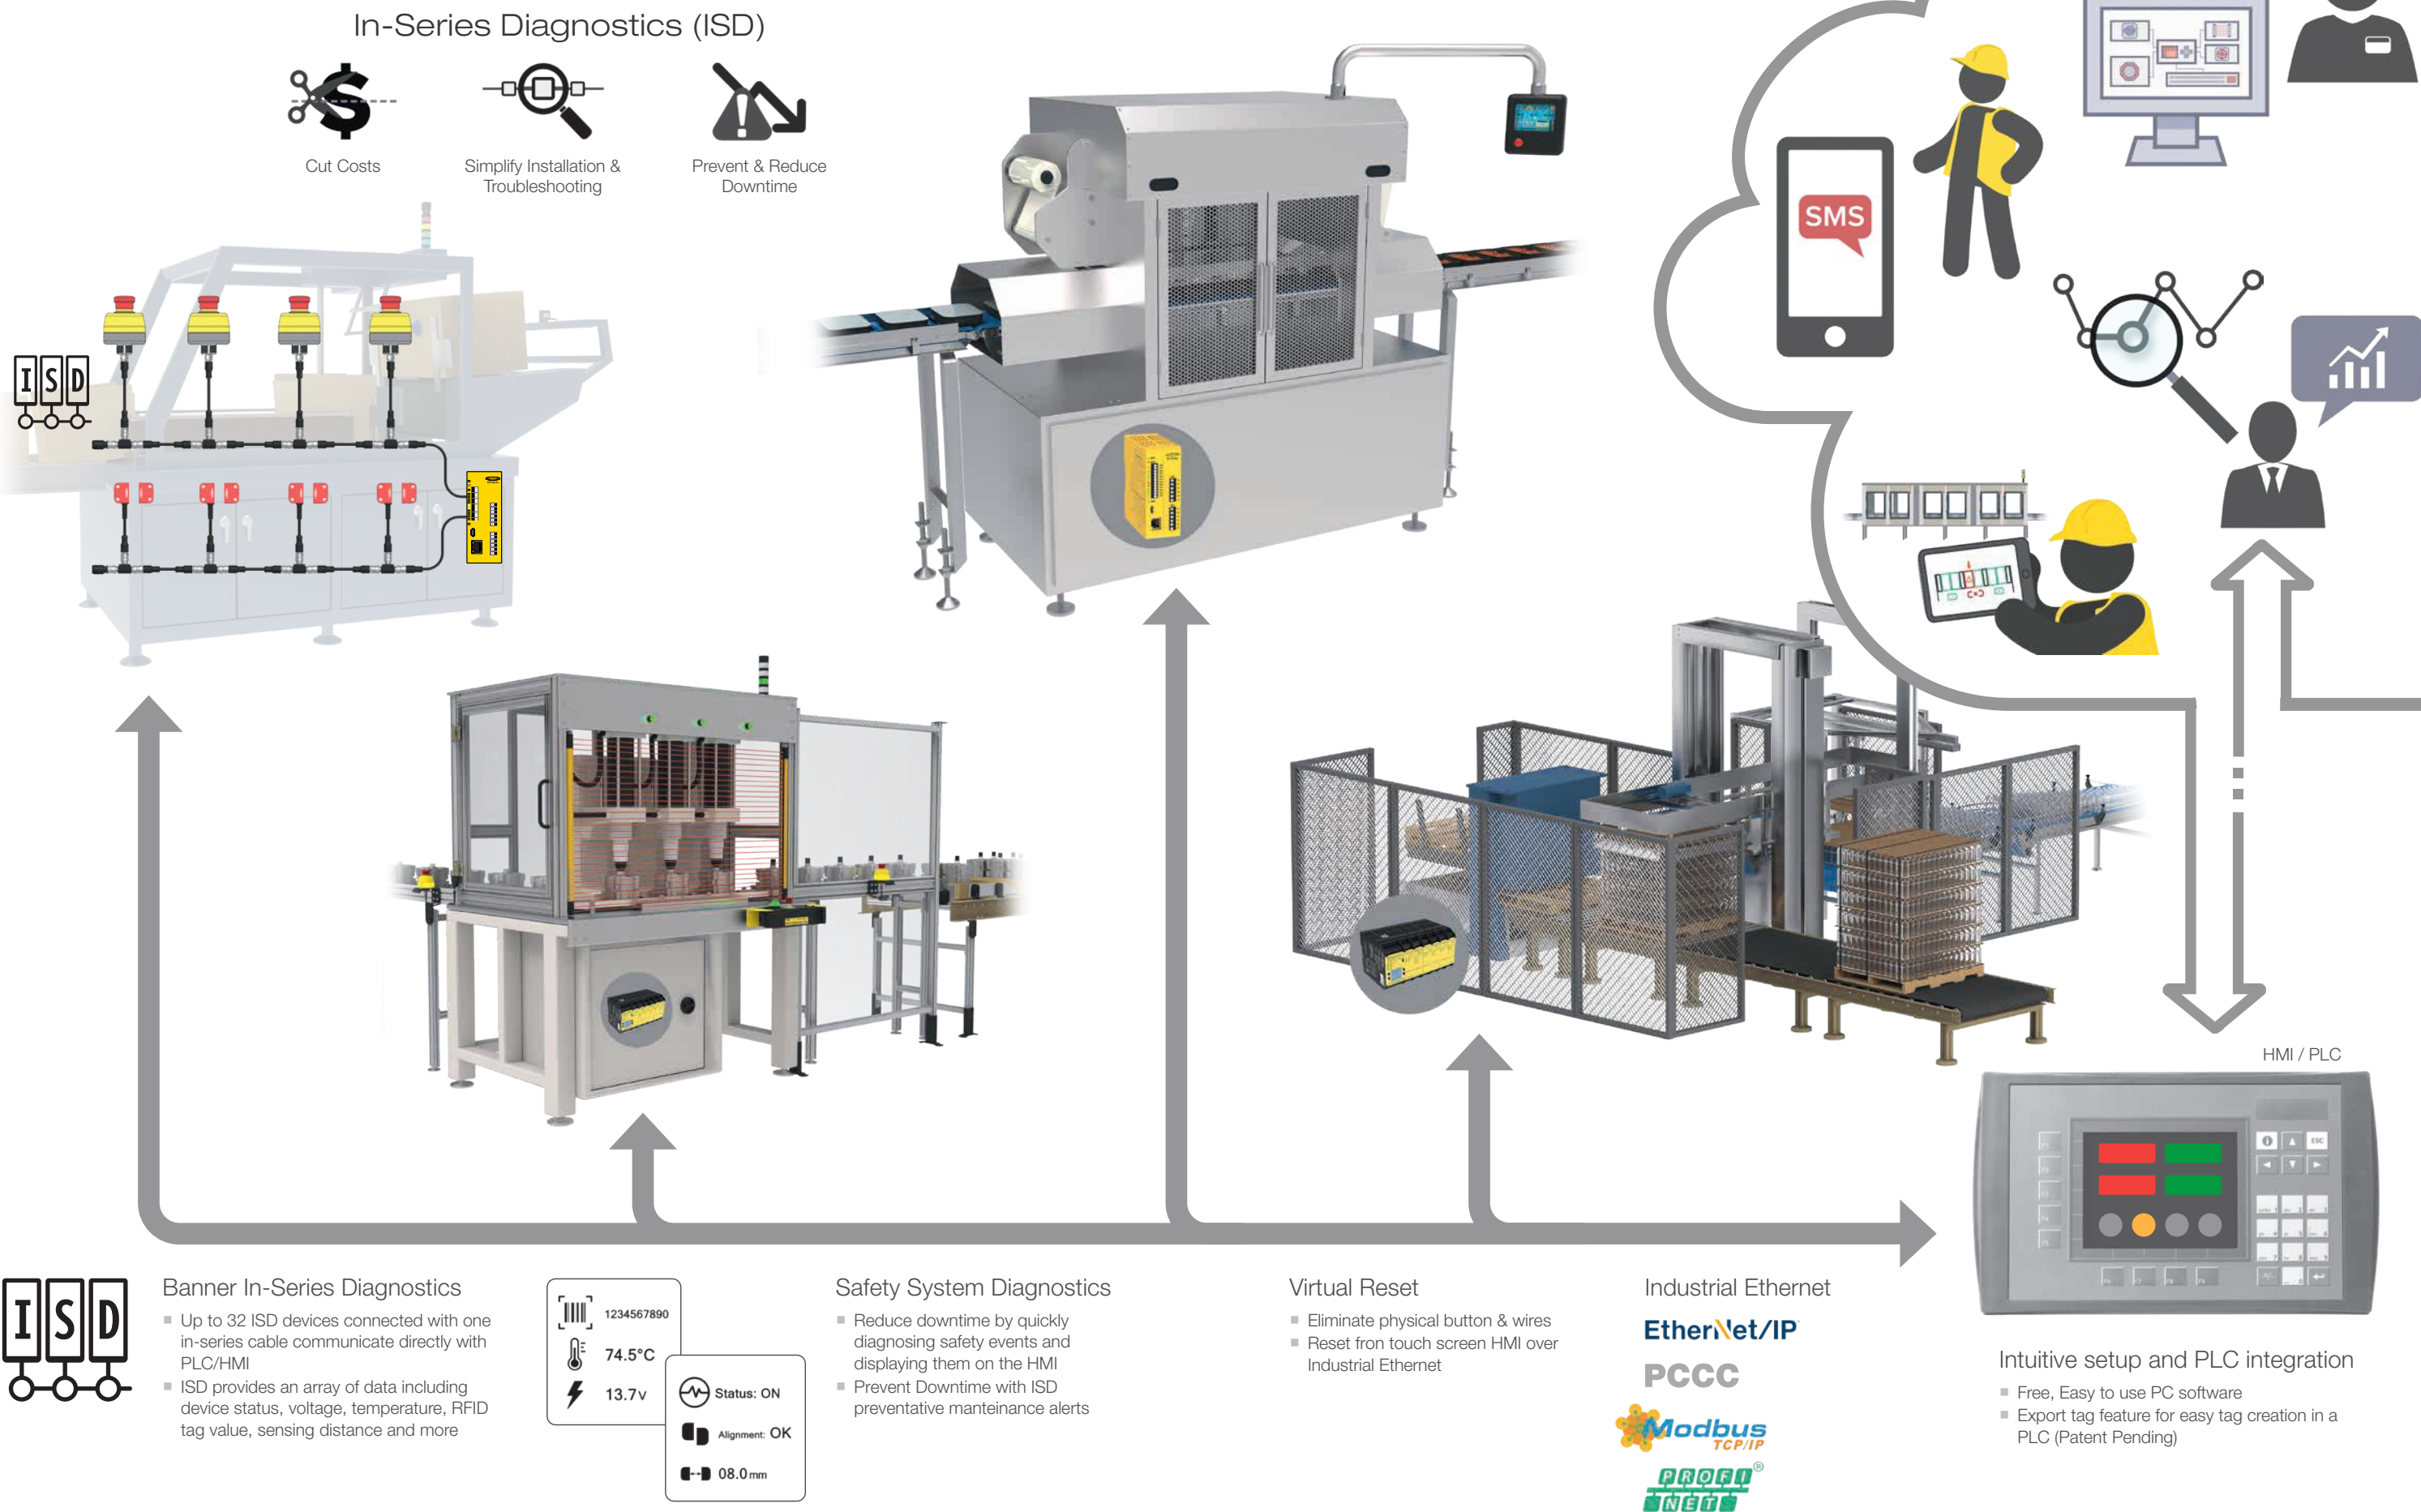 In-Series Diagnostics (ISD)
Cut Costs
Simplify Installation &
Troubleshooting
Prevent & Reduce
Downtime
SMS
ISD
HMI / PLC
ESC
ISD
Banner In-Series Diagnostics
Up to 32 ISD devices connected with one
in-series cable communicate directly with
PLC/HMI
ISD provides an array of data including
device status, voltage, temperature, RFID
tag value, sensing distance and more
1234567890
74.5°C
13.7v
Status: ON
Alignment: OK
08.0 mm
Safety System Diagnostics
Reduce downtime by quickly
diagnosing safety events and
displaying them on the HMI
Prevent Downtime with ISD
preventative manteinance alerts
Virtual Reset
Eliminate physical button & wires
Reset fron touch screen HMI over
Industrial Ethernet
Industrial Ethernet
EtherNet/IP
PCCC
Modbus
TCP/IP
PROFI®
NET
Intuitive setup and PLC integration
Free, Easy to use PC software
Export tag feature for easy tag creation in a
PLC (Patent Pending)